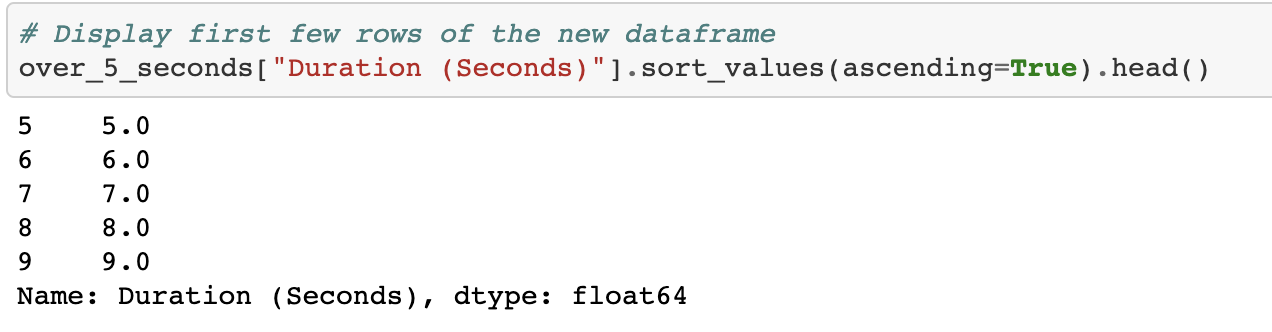 # Display first few rows of the new dataframe
over_5_seconds["Duration (Seconds)"].sort_values(ascending=True).head()
5    5.0
6    6.0
7    7.0
8    8.0
9    9.0
Name: Duration (Seconds), dtype: float64